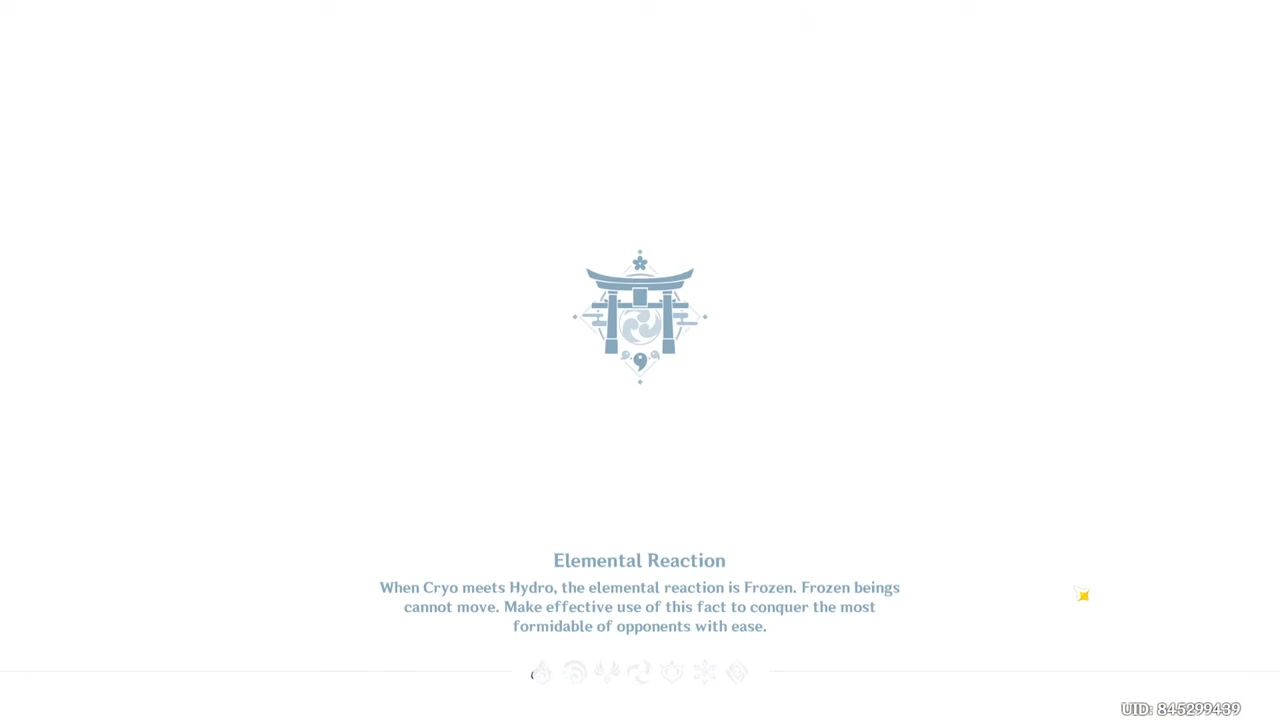 Elemental Reaction
When Cryo meets Hydro, the elemental reaction is Frozen. Frozen beings
cannot move. Make effective use of this fact to conquer the most
formidable of opponents with ease.
UID: 845299439